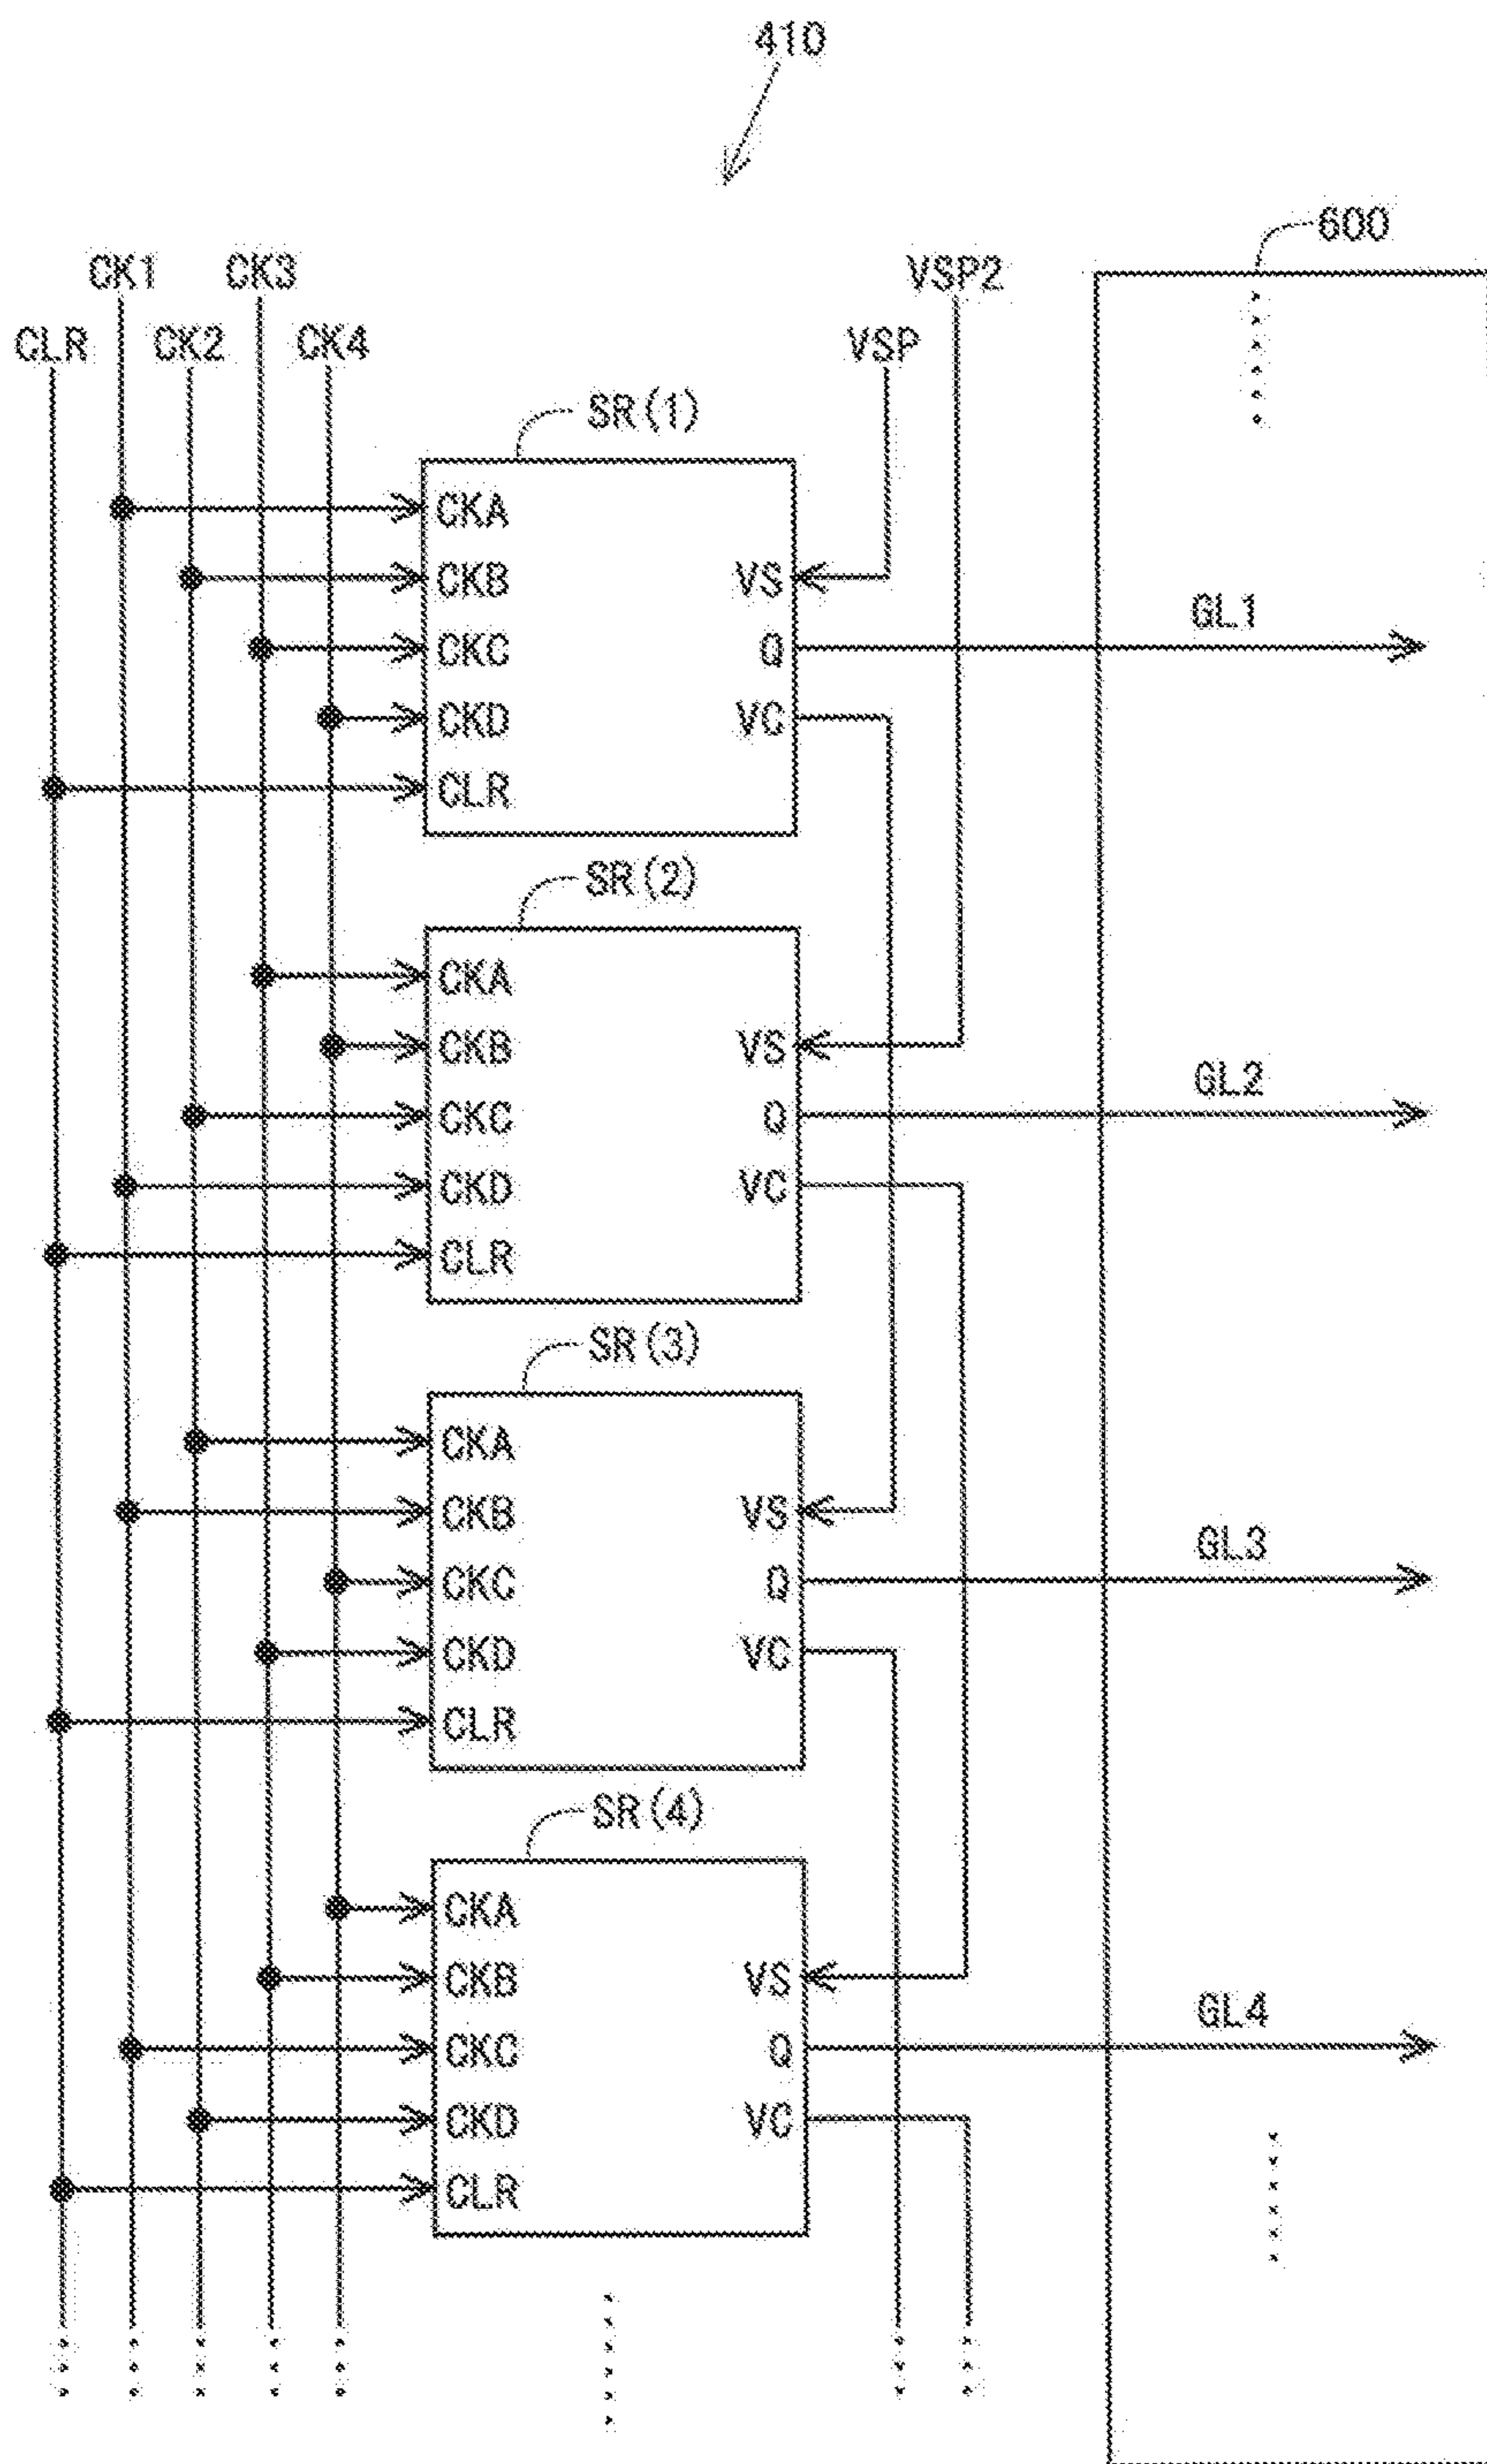 410
600
CK1 CK3 VSP2
CLR CK2 CK4 VSP
SR(1)
CKA
CKB VS
GL1
CKC Q
CKD VC
CLR
SR(2)
CKA
CKB VS
GL2
CKC Q
CKD VC
CLR
SR(3)
CKA
CKB VS
GL3
CKC Q
CKD VC
CLR
SR(4)
CKA
CKB VS
GL4
CKC Q
CKD VC
CLR